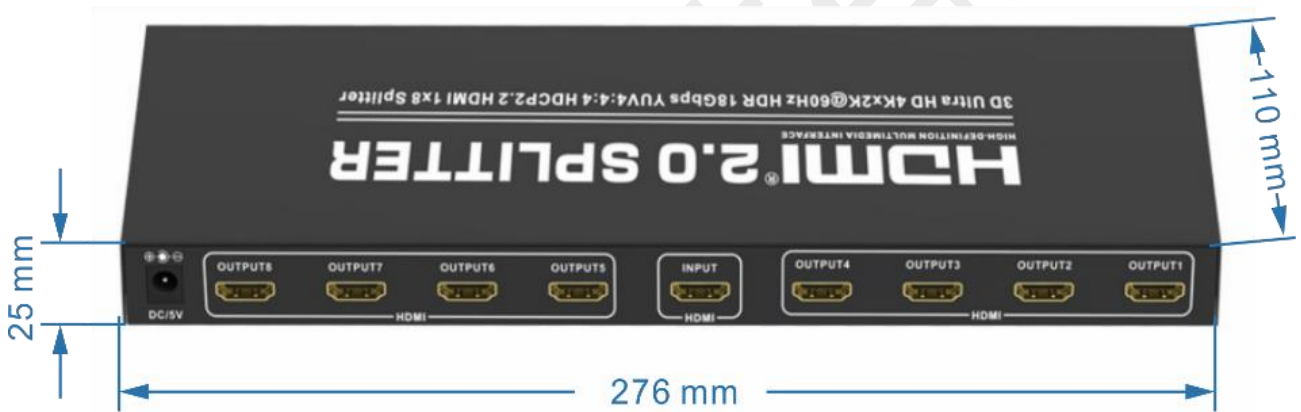 3D Ultra HD 4Kx2K@60Hz HDR 18Gbps YUV4:4:4 HDCP2.2 HDMI 1x8 Splitter
HIGH-DEFINITION MULTIMEDIA INTERFACE
HDMI® 2.0 SPLITTER
110 mm
25 mm
OUTPUT8 OUTPUT7 OUTPUT6 OUTPUT5 INPUT OUTPUT4 OUTPUT3 OUTPUT2 OUTPUT1
DC/5V HDMI HDMI HDMI
276 mm